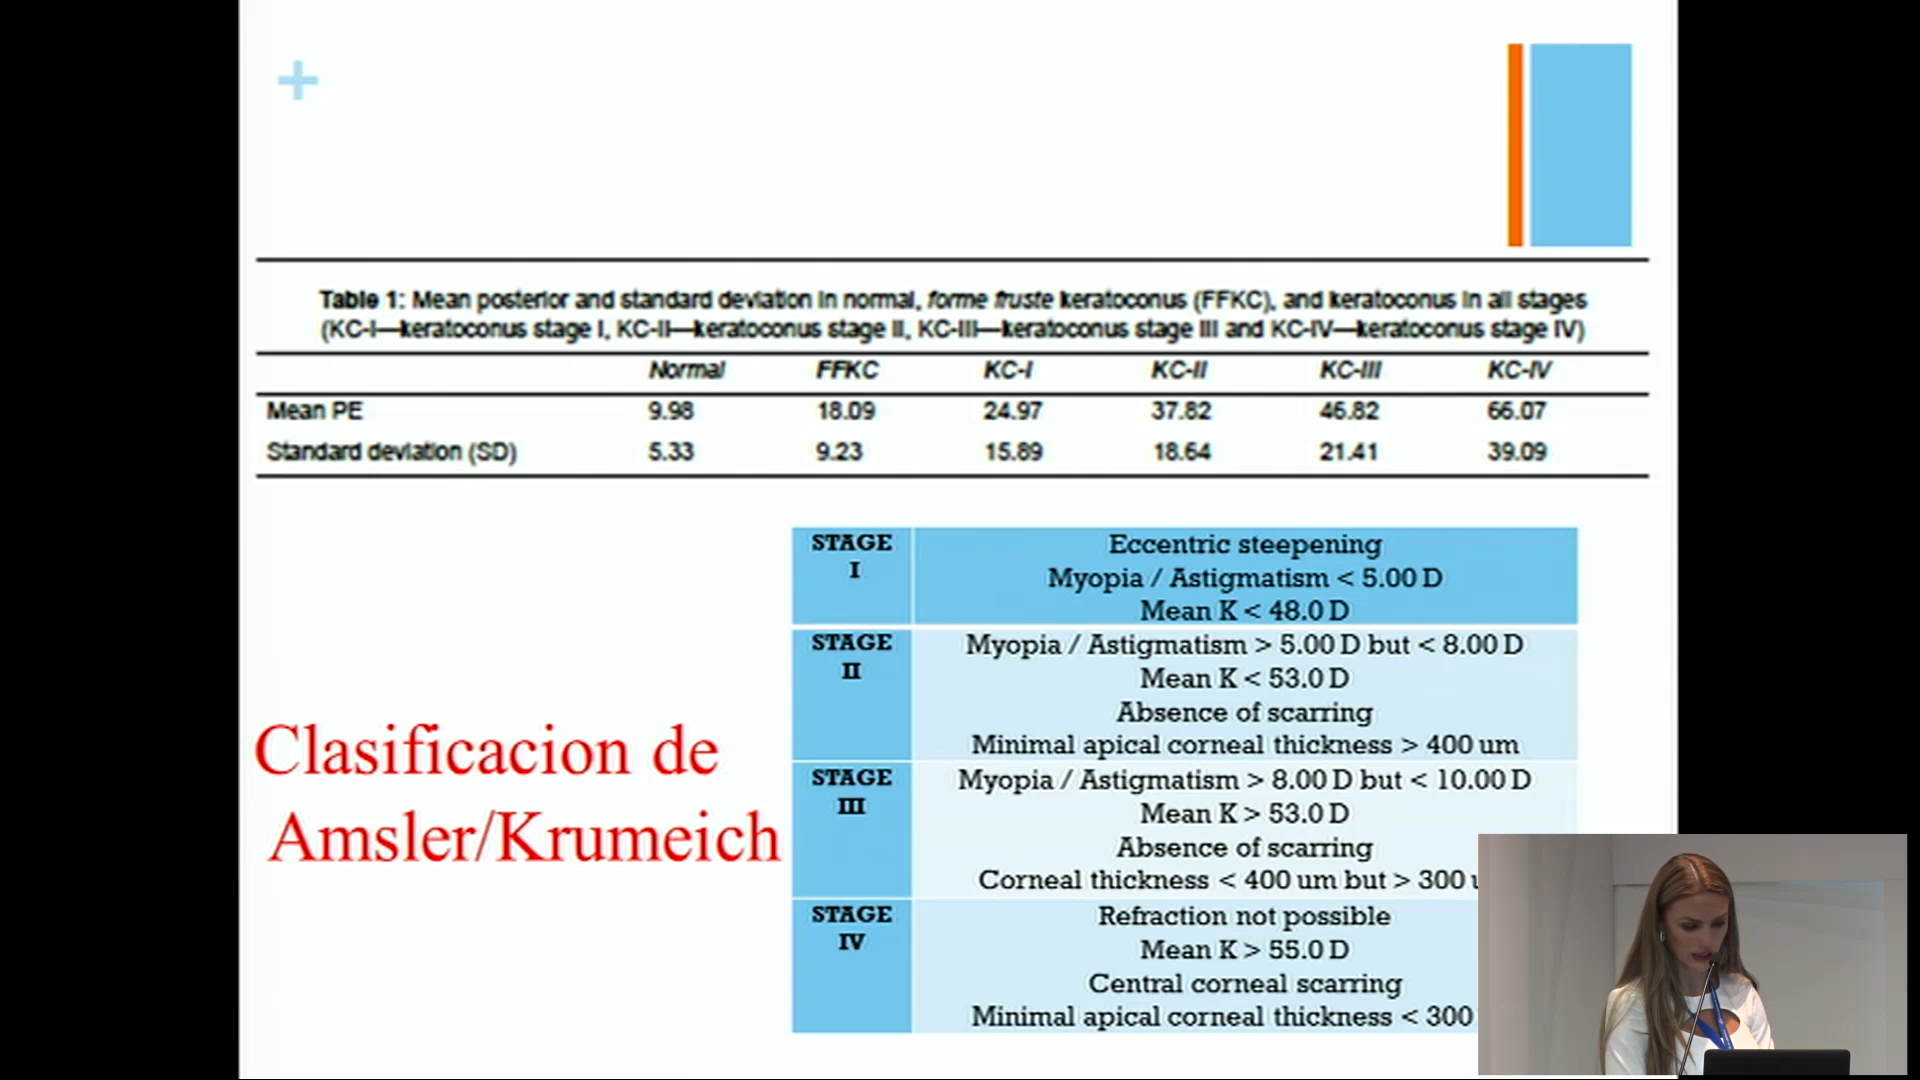 +
Table 1: Mean posterior and standard deviation in normal, forme fruste keratoconus (FFKC), and keratoconus in all stages
(KC-I—keratoconus stage I, KC-II—keratoconus stage II, KC-III—keratoconus stage III and KC-IV—keratoconus stage IV)
Normal FFKC KC-I KC-II KC-III KC-IV
Mean PE 9.98 18.09 24.97 37.82 46.82 66.07
Standard deviation (SD) 5.33 9.23 15.89 18.64 21.41 39.09
STAGE
I
Eccentric steepening
Myopia / Astigmatism < 5.00 D
Mean K < 48.0 D
STAGE
II
Myopia / Astigmatism > 5.00 D but < 8.00 D
Mean K < 53.0 D
Absence of scarring
Minimal apical corneal thickness > 400 um
STAGE
III
Myopia / Astigmatism > 8.00 D but < 10.00 D
Mean K > 53.0 D
Absence of scarring
Corneal thickness < 400 um but > 300
STAGE
IV
Refraction not possible
Mean K > 55.0 D
Central corneal scarring
Minimal apical corneal thickness < 300
Clasificacion de
Amsler/Krumeich